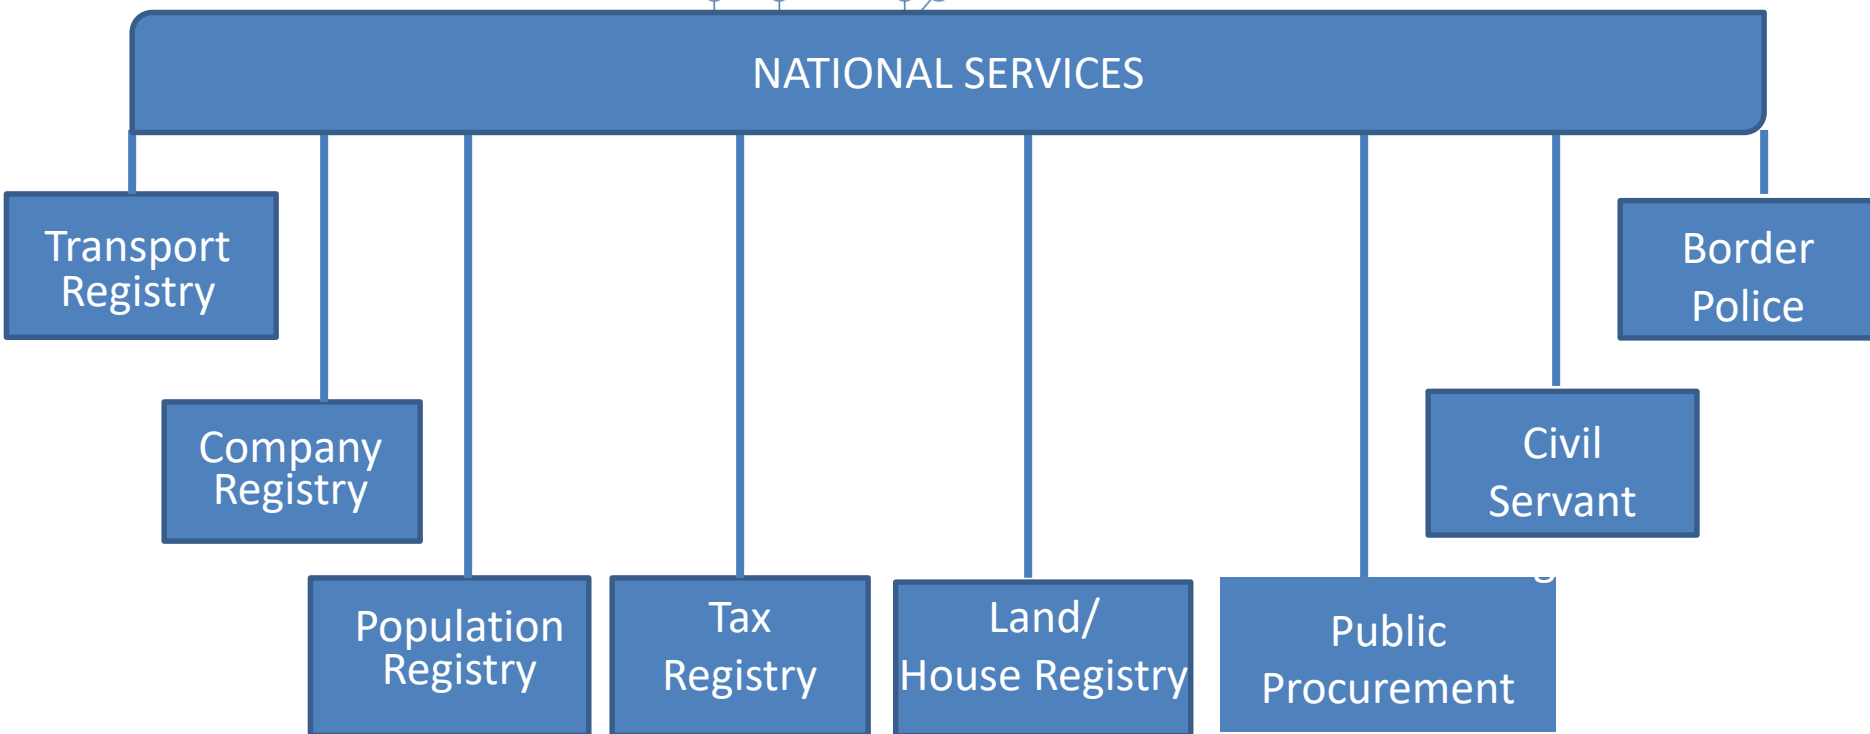 NATIONAL SERVICES
Transport
Registry
Border
Police
Company
Registry
Civil
Servant
Population
Registry
Tax
Registry
Land/
House Registry
Public
Procurement